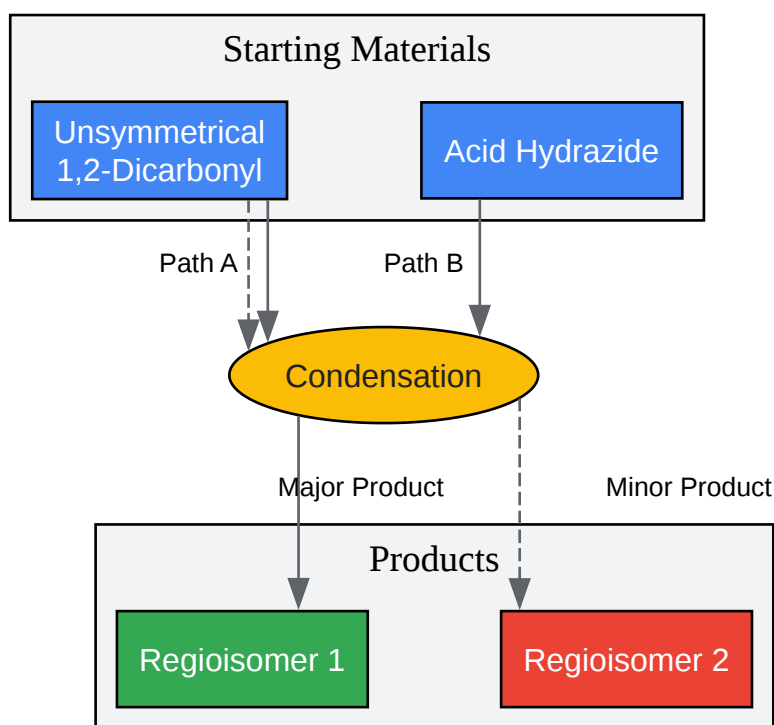 Starting Materials
Unsymmetrical
1,2-Dicarbonyl
Acid Hydrazide
Path A
Path B
Condensation
Major Product
Minor Product
Products
Regioisomer 1
Regioisomer 2